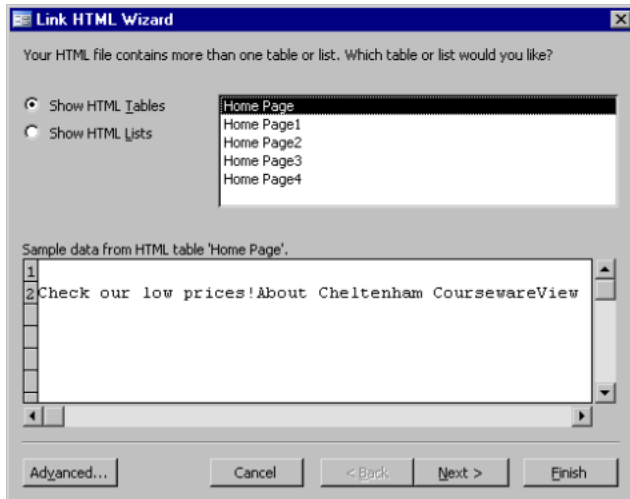 Link HTML Wizard
Your HTML file contains more than one table or list. Which table or list would you like?
Show HTML Tables
Show HTML Lists
Home Page
Home Page1
Home Page2
Home Page3
Home Page4
Sample data from HTML table 'Home Page'.
1
2 Check our low prices!About Cheltenham CoursewareView
Advanced... Cancel < Back Next > Finish